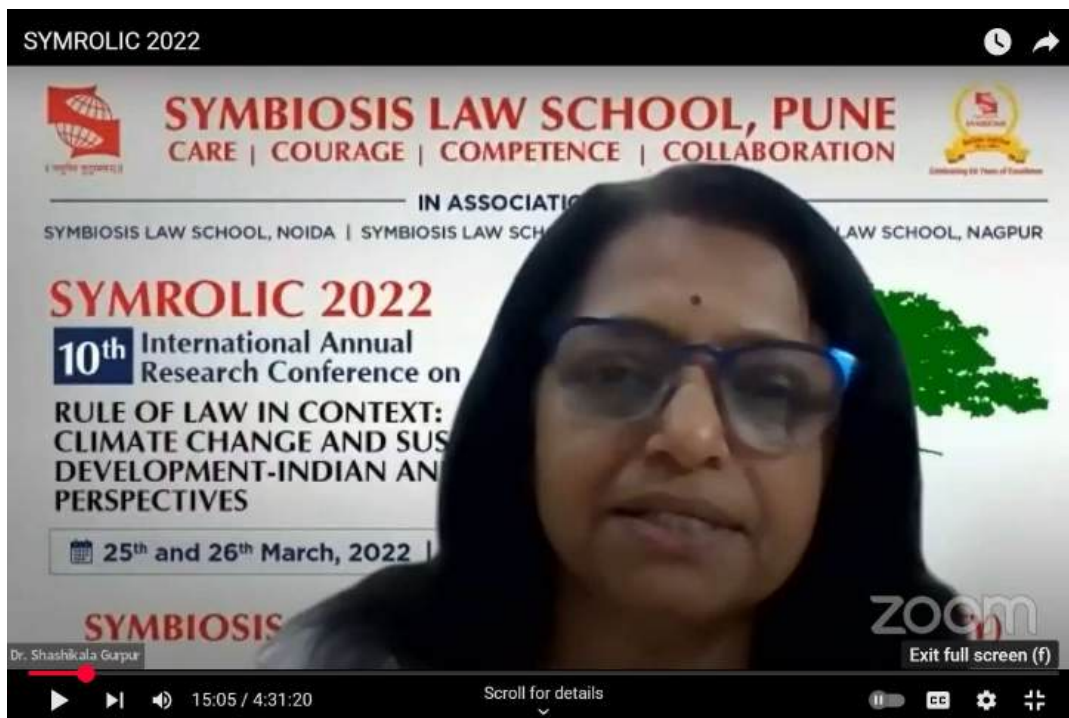 SYMROLIC 2022
SYMBIOSIS LAW SCHOOL, PUNE
CARE | COURAGE | COMPETENCE | COLLABORATION
IN ASSOCIATIO
SYMBIOSIS LAW SCHOOL, NOIDA | SYMBIOSIS LAW SCH LAW SCHOOL, NAGPUR
SYMROLIC 2022
10th International Annual
Research Conference on
RULE OF LAW IN CONTEXT:
CLIMATE CHANGE AND SUS
DEVELOPMENT-INDIAN AN
PERSPECTIVES
25th and 26th March, 2022 |
SYMBIOSIS
zoom
Dr. Shashikala Gurpur
Exit full screen (f)
15:05 / 4:31:20
Scroll for details
CC